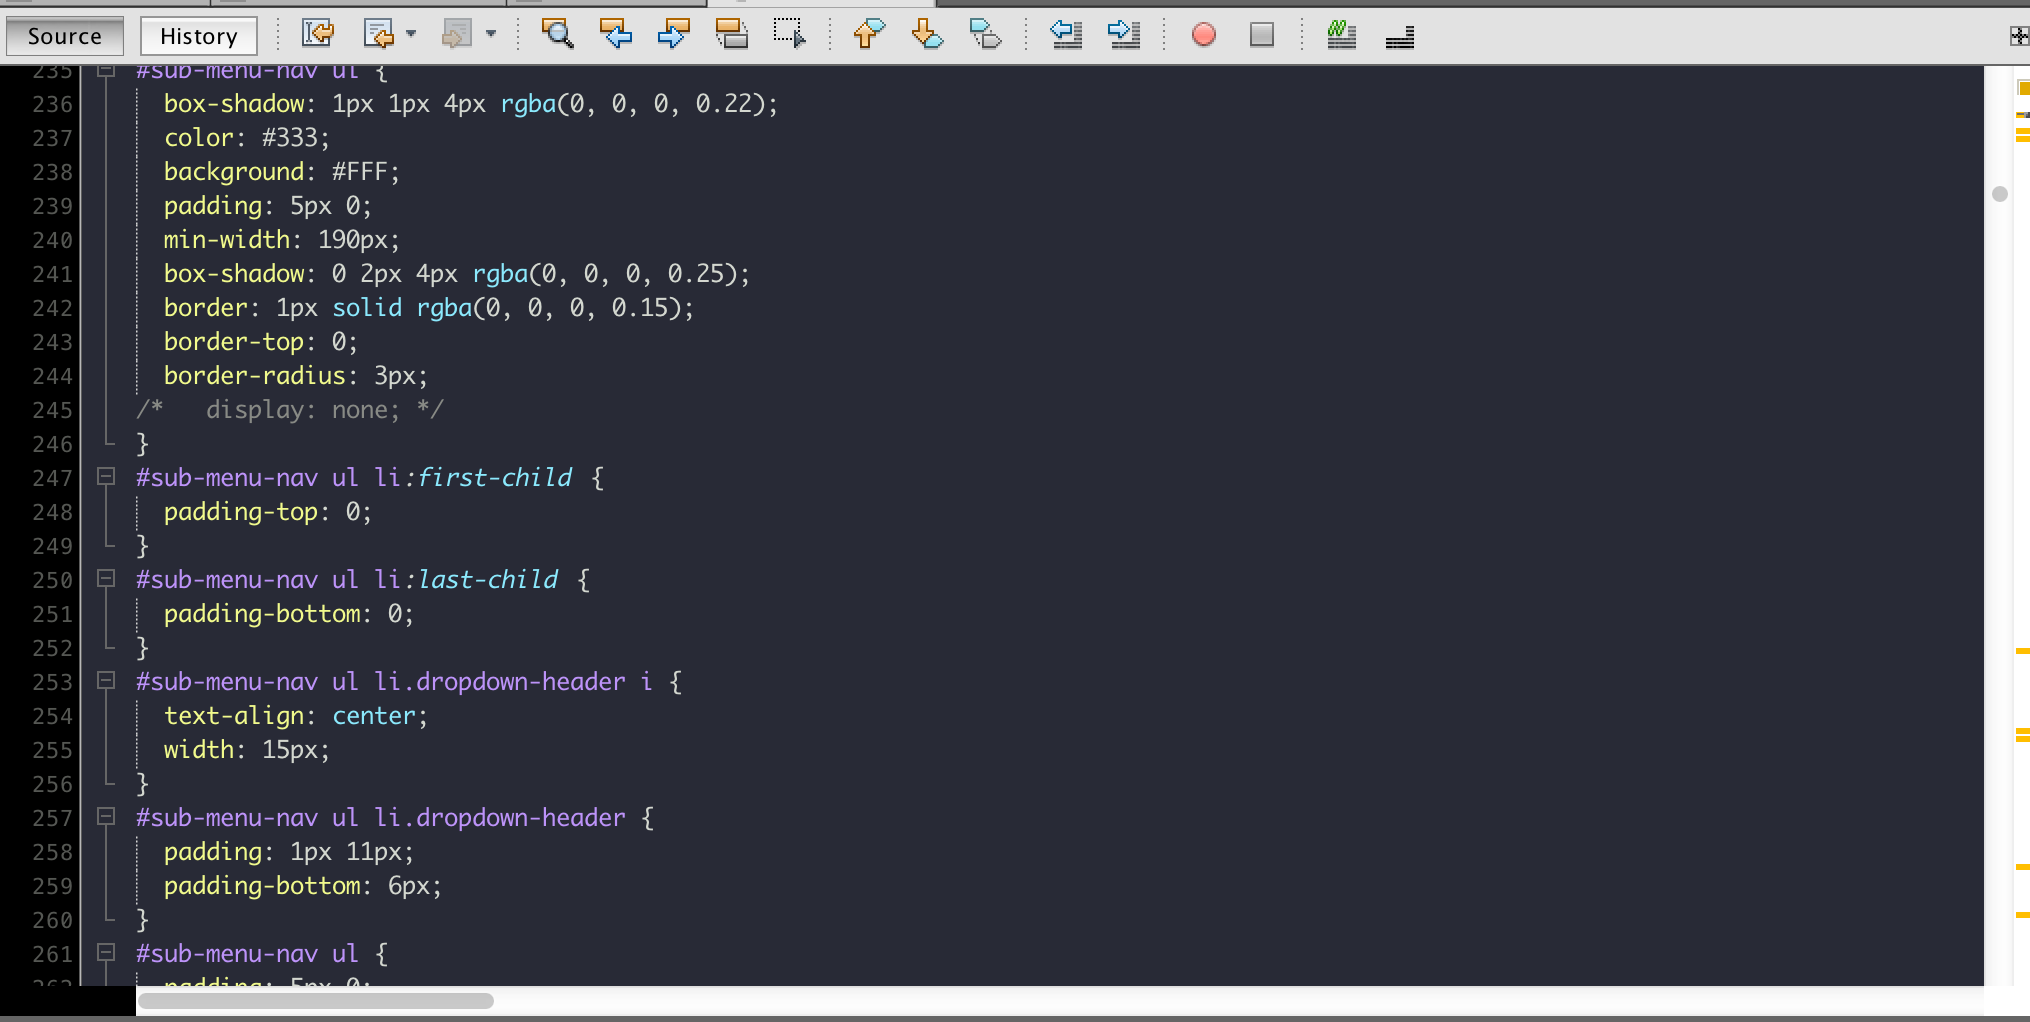 Source History
235 #sub-menu-nav ul {
236 box-shadow: 1px 1px 4px rgba(0, 0, 0, 0.22);
237 color: #333;
238 background: #FFF;
239 padding: 5px 0;
240 min-width: 190px;
241 box-shadow: 0 2px 4px rgba(0, 0, 0, 0.25);
242 border: 1px solid rgba(0, 0, 0, 0.15);
243 border-top: 0;
244 border-radius: 3px;
245 /*   display: none; */
246 }
247 #sub-menu-nav ul li:first-child {
248 padding-top: 0;
249 }
250 #sub-menu-nav ul li:last-child {
251 padding-bottom: 0;
252 }
253 #sub-menu-nav ul li.dropdown-header i {
254 text-align: center;
255 width: 15px;
256 }
257 #sub-menu-nav ul li.dropdown-header {
258 padding: 1px 11px;
259 padding-bottom: 6px;
260 }
261 #sub-menu-nav ul {
262 padding: 5px 0;